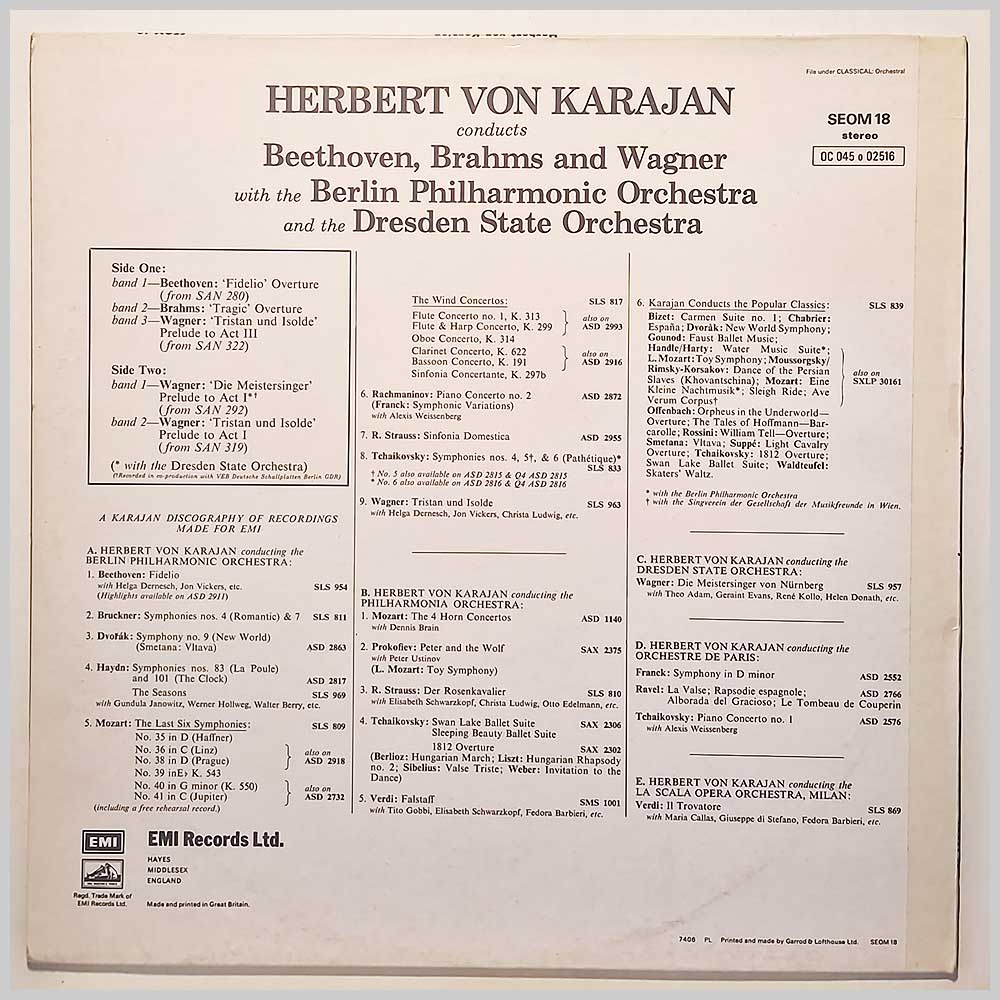 File under CLASSICAL: Orchestral
HERBERT VON KARAJAN
conducts
Beethoven, Brahms and Wagner
with the Berlin Philharmonic Orchestra
and the Dresden State Orchestra
SEOM 18
stereo
OC 045 o 02516
Side One:
band 1—Beethoven: 'Fidelio' Overture
(from SAN 280)
band 2—Brahms: 'Tragic' Overture
band 3—Wagner: 'Tristan und Isolde'
Prelude to Act III
(from SAN 322)
Side Two:
band 1—Wagner: 'Die Meistersinger'
Prelude to Act I*†
(from SAN 292)
band 2—Wagner: 'Tristan und Isolde'
Prelude to Act I
(from SAN 319)
(* with the Dresden State Orchestra)
(†Recorded in co-production with VEB Deutsche Schallplatten Berlin GDR)
A KARAJAN DISCOGRAPHY OF RECORDINGS
MADE FOR EMI
A. HERBERT VON KARAJAN conducting the
BERLIN PHILHARMONIC ORCHESTRA:
1. Beethoven: Fidelio
with Helga Dernesch, Jon Vickers, etc. SLS 954
(Highlights available on ASD 2911)
2. Bruckner: Symphonies nos. 4 (Romantic) & 7 SLS 811
3. Dvořák: Symphony no. 9 (New World)
(Smetana: Vltava) ASD 2863
4. Haydn: Symphonies nos. 83 (La Poule)
and 101 (The Clock) ASD 2817
The Seasons SLS 969
with Gundula Janowitz, Werner Hollweg, Walter Berry, etc.
5. Mozart: The Last Six Symphonies: SLS 809
No. 35 in D (Haffner)
No. 36 in C (Linz) also on
No. 38 in D (Prague) ASD 2918
No. 39 in E♭ K. 543
No. 40 in G minor (K. 550) also on
No. 41 in C (Jupiter) ASD 2732
(including a free rehearsal record.)
The Wind Concertos: SLS 817
Flute Concerto no. 1, K. 313 also on
Flute & Harp Concerto, K. 299 ASD 2993
Oboe Concerto, K. 314
Clarinet Concerto, K. 622 also on
Bassoon Concerto, K. 191 ASD 2916
Sinfonia Concertante, K. 297b
6. Rachmaninov: Piano Concerto no. 2 ASD 2872
(Franck: Symphonic Variations)
with Alexis Weissenberg
7. R. Strauss: Sinfonia Domestica ASD 2955
8. Tchaikovsky: Symphonies nos. 4, 5†, & 6 (Pathétique)*
SLS 833
† No. 5 also available on ASD 2815 & Q4 ASD 2815
* No. 6 also available on ASD 2816 & Q4 ASD 2816
9. Wagner: Tristan und Isolde SLS 963
with Helga Dernesch, Jon Vickers, Christa Ludwig, etc.
B. HERBERT VON KARAJAN conducting the
PHILHARMONIA ORCHESTRA:
1. Mozart: The 4 Horn Concertos ASD 1140
with Dennis Brain
2. Prokofiev: Peter and the Wolf SAX 2375
with Peter Ustinov
(L. Mozart: Toy Symphony)
3. R. Strauss: Der Rosenkavalier SLS 810
with Elisabeth Schwarzkopf, Christa Ludwig, Otto Edelmann, etc.
4. Tchaikovsky: Swan Lake Ballet Suite SAX 2306
Sleeping Beauty Ballet Suite
1812 Overture SAX 2302
(Berlioz: Hungarian March; Liszt: Hungarian Rhapsody
no. 2; Sibelius: Valse Triste; Weber: Invitation to the
Dance)
5. Verdi: Falstaff SMS 1001
with Tito Gobbi, Elisabeth Schwarzkopf, Fedora Barbieri, etc.
6. Karajan Conducts the Popular Classics: SLS 839
Bizet: Carmen Suite no. 1; Chabrier:
España; Dvorák: New World Symphony;
Gounod: Faust Ballet Music;
Handle/Harty: Water Music Suite*;
L. Mozart: Toy Symphony; Moussorgsky/
Rimsky-Korsakov: Dance of the Persian
Slaves (Khovantschina); Mozart: Eine
Kleine Nachtmusik*; Sleigh Ride; Ave
Verum Corpus†
also on
SXLP 30161
Offenbach: Orpheus in the Underworld—
Overture; The Tales of Hoffmann—Bar-
carolle; Rossini: William Tell—Overture;
Smetana: Vltava; Suppé: Light Cavalry
Overture; Tchaikovsky: 1812 Overture;
Swan Lake Ballet Suite; Waldteufel:
Skaters' Waltz.
* with the Berlin Philharmonic Orchestra
† with the Singverein der Gesellschaft der Musikfreunde in Wien.
C. HERBERT VON KARAJAN conducting the
DRESDEN STATE ORCHESTRA:
Wagner: Die Meistersinger von Nürnberg SLS 957
with Theo Adam, Geraint Evans, René Kollo, Helen Donath, etc.
D. HERBERT VON KARAJAN conducting the
ORCHESTRE DE PARIS:
Franck: Symphony in D minor ASD 2552
Ravel: La Valse; Rapsodie espagnole; ASD 2766
Alborada del Gracioso; Le Tombeau de Couperin
Tchaikovsky: Piano Concerto no. 1 ASD 2576
with Alexis Weissenberg
E. HERBERT VON KARAJAN conducting the
LA SCALA OPERA ORCHESTRA, MILAN:
Verdi: Il Trovatore SLS 869
with Maria Callas, Giuseppe di Stefano, Fedora Barbieri, etc.
EMI
EMI Records Ltd.
HAYES
MIDDLESEX
ENGLAND
Regd. Trade Mark of
EMI Records Ltd.
Made and printed in Great Britain.
7406 PL Printed and made by Garrod & Lofthouse Ltd. SEOM 18